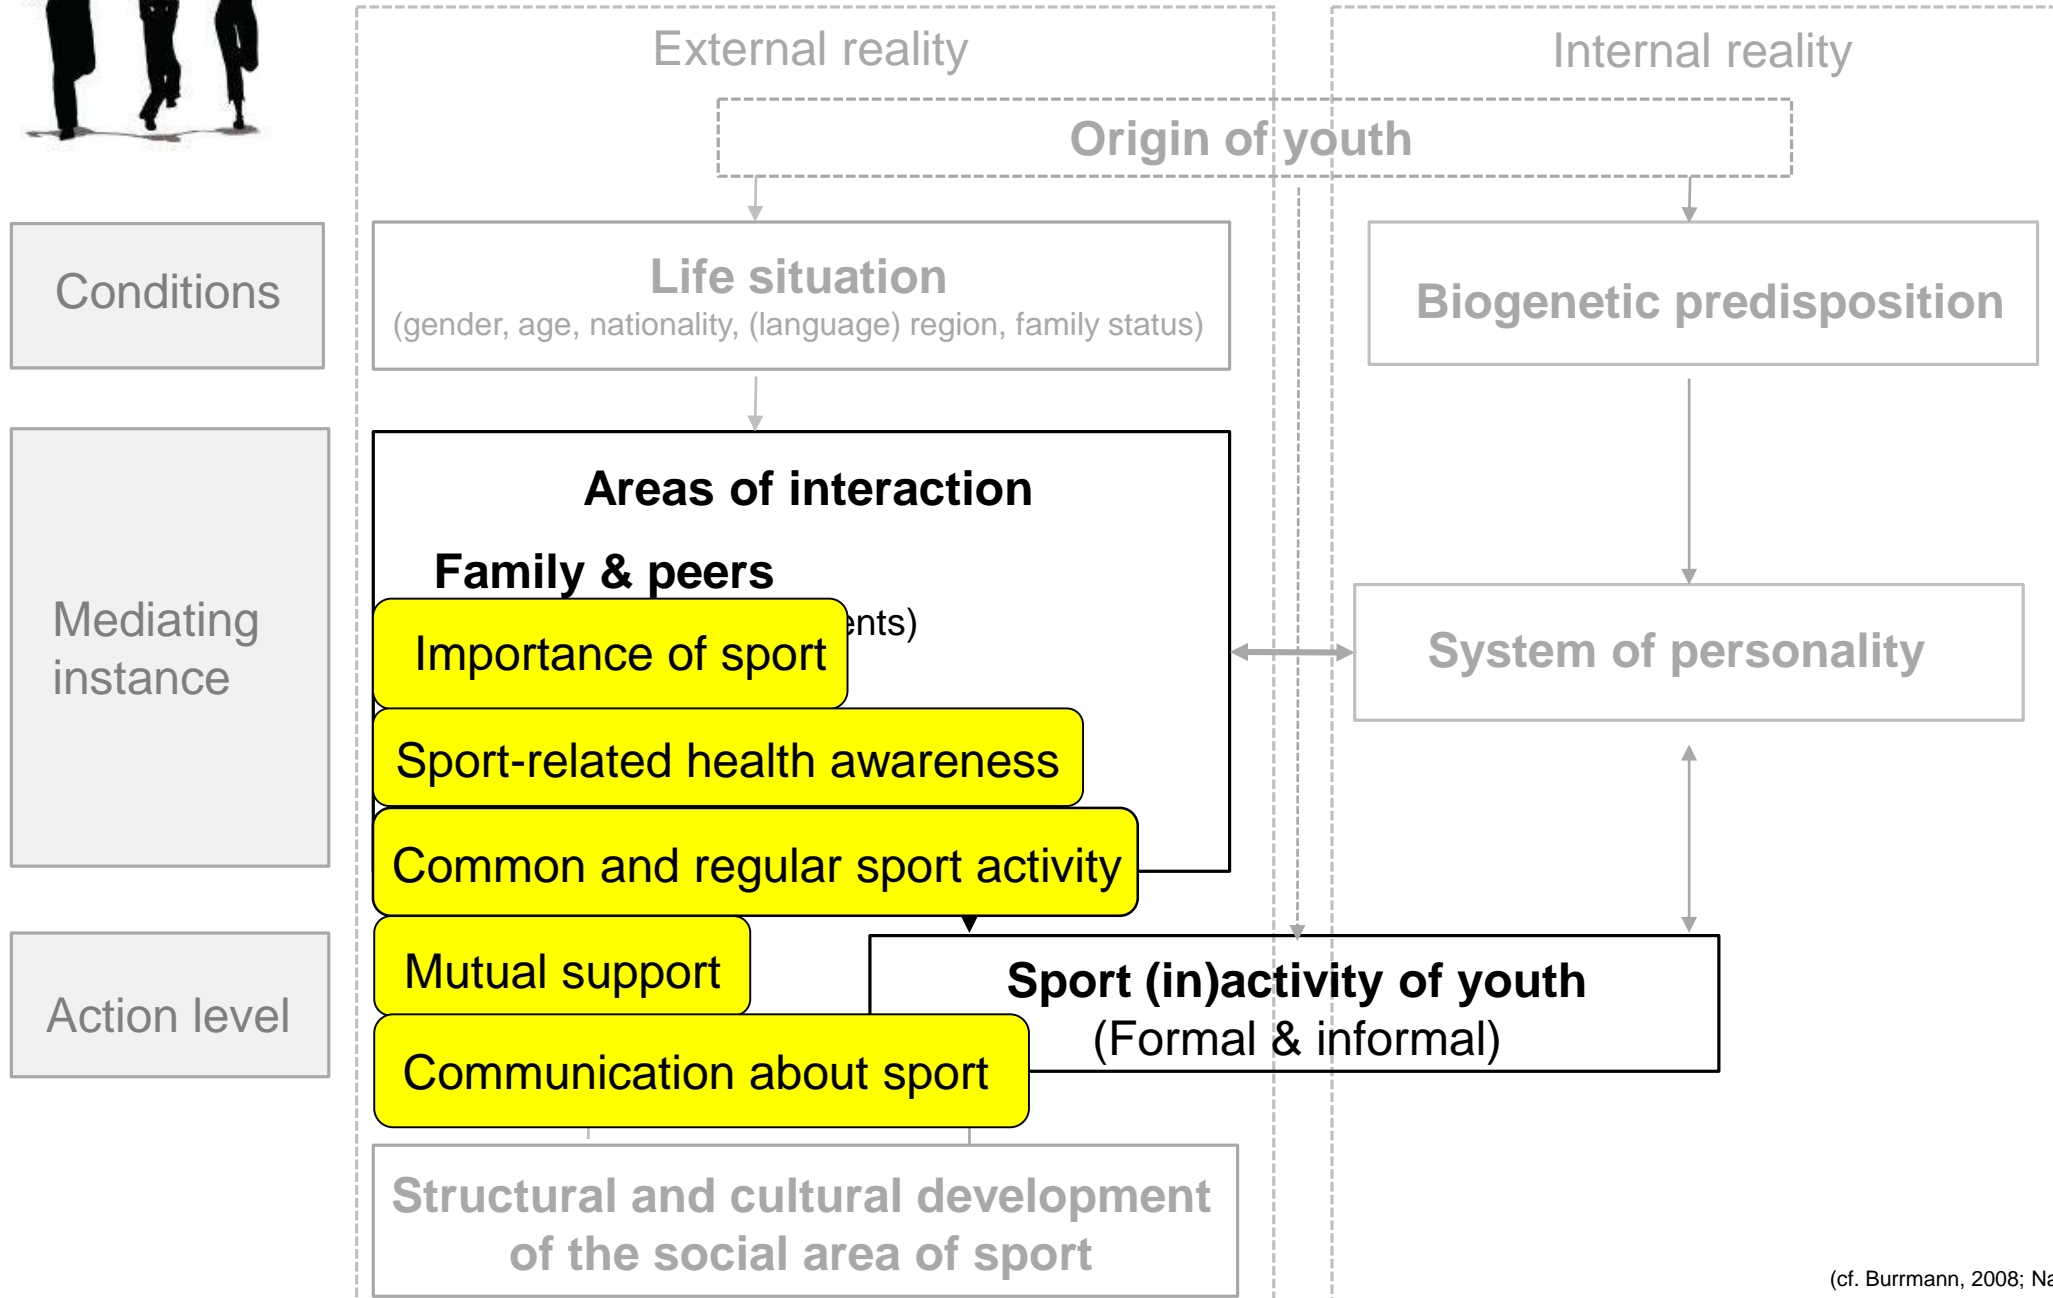 External reality
Internal reality
Origin of youth
Conditions
Life situation
(gender, age, nationality, (language) region, family status)
Biogenetic predisposition
Mediating
instance
Areas of interaction
Family & peers
Importance of sport
Sport-related health awareness
Common and regular sport activity
System of personality
Action level
Mutual support
Communication about sport
Sport (in)activity of youth
(Formal & informal)
Structural and cultural development
of the social area of sport
(cf. Burrmann, 2008;